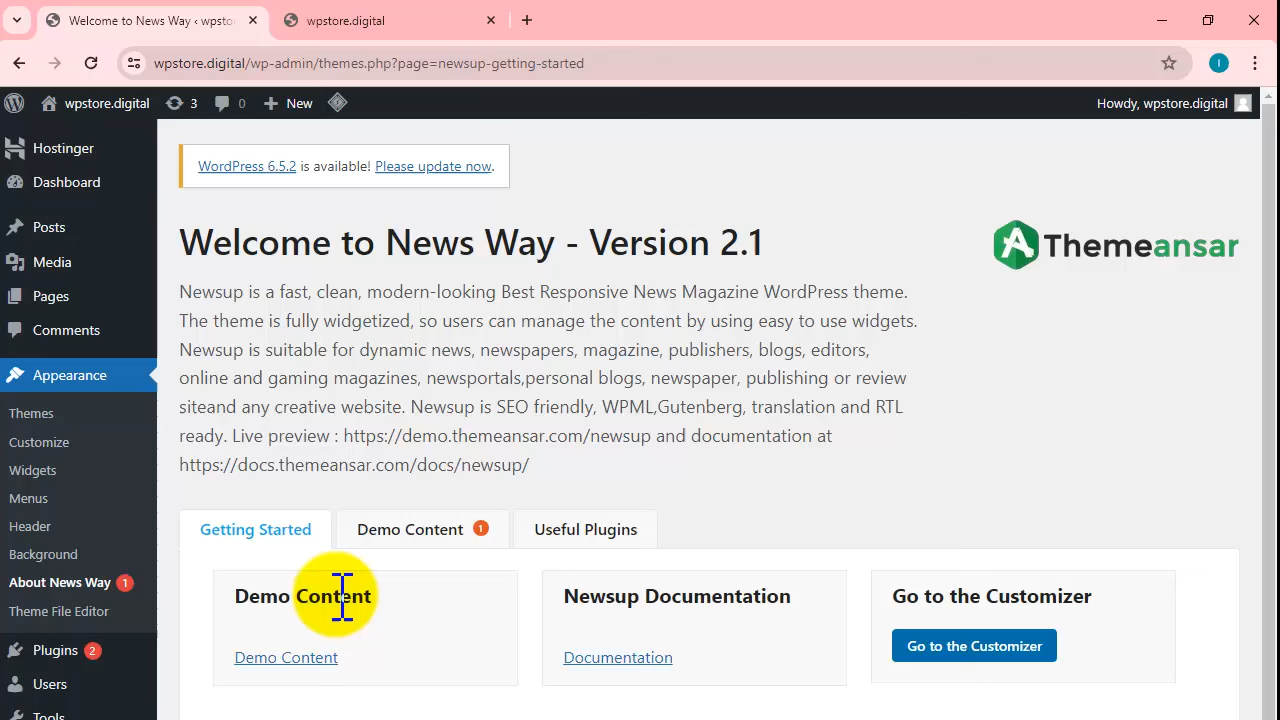 Welcome to News Way ‹ wpsto
wpstore.digital
wpstore.digital/wp-admin/themes.php?page=newsup-getting-started
I
wpstore.digital
3
0
New
Howdy, wpstore.digital
Hostinger
Dashboard
Posts
Media
Pages
Comments
Appearance
Themes
Customize
Widgets
Menus
Header
Background
About News Way 1
Theme File Editor
Plugins 2
Users
Tools
WordPress 6.5.2 is available! Please update now.
Welcome to News Way - Version 2.1
Themeansar
Newsup is a fast, clean, modern-looking Best Responsive News Magazine WordPress theme.
The theme is fully widgetized, so users can manage the content by using easy to use widgets.
Newsup is suitable for dynamic news, newspapers, magazine, publishers, blogs, editors,
online and gaming magazines, newsportals,personal blogs, newspaper, publishing or review
siteand any creative website. Newsup is SEO friendly, WPML,Gutenberg, translation and RTL
ready. Live preview : https://demo.themeansar.com/newsup and documentation at
https://docs.themeansar.com/docs/newsup/
Getting Started
Demo Content 1
Useful Plugins
Demo Content
Demo Content
Newsup Documentation
Documentation
Go to the Customizer
Go to the Customizer